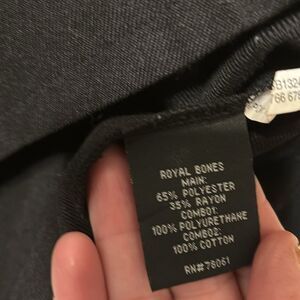 ROYAL BONES
MAIN:
65% POLYESTER
35% RAYON
COMBO1:
100% POLYURETHANE
COMBO2:
100% COTTON
RN#78061